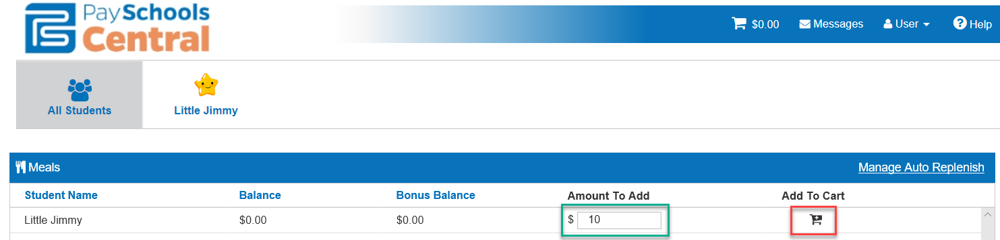 PaySchools
Central
$0.00 Messages User Help
All Students Little Jimmy
Meals Manage Auto Replenish
Student Name Balance Bonus Balance Amount To Add Add To Cart
Little Jimmy $0.00 $0.00 $ 10